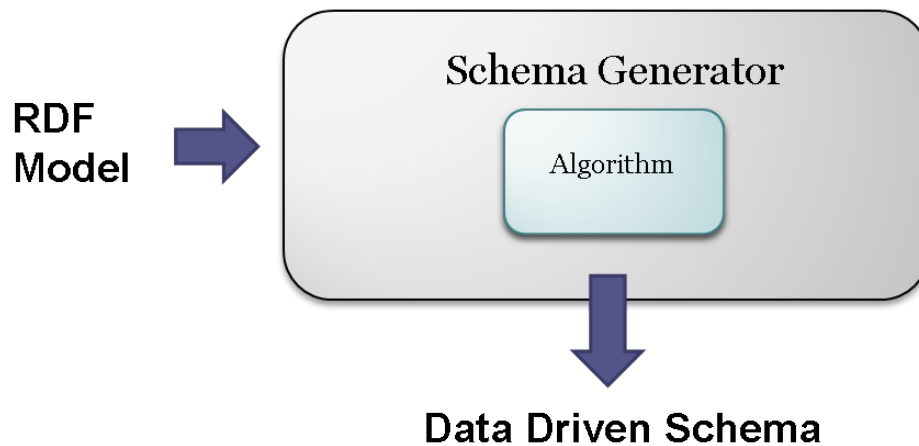 Schema Generator
RDF
Model
Algorithm
Data Driven Schema